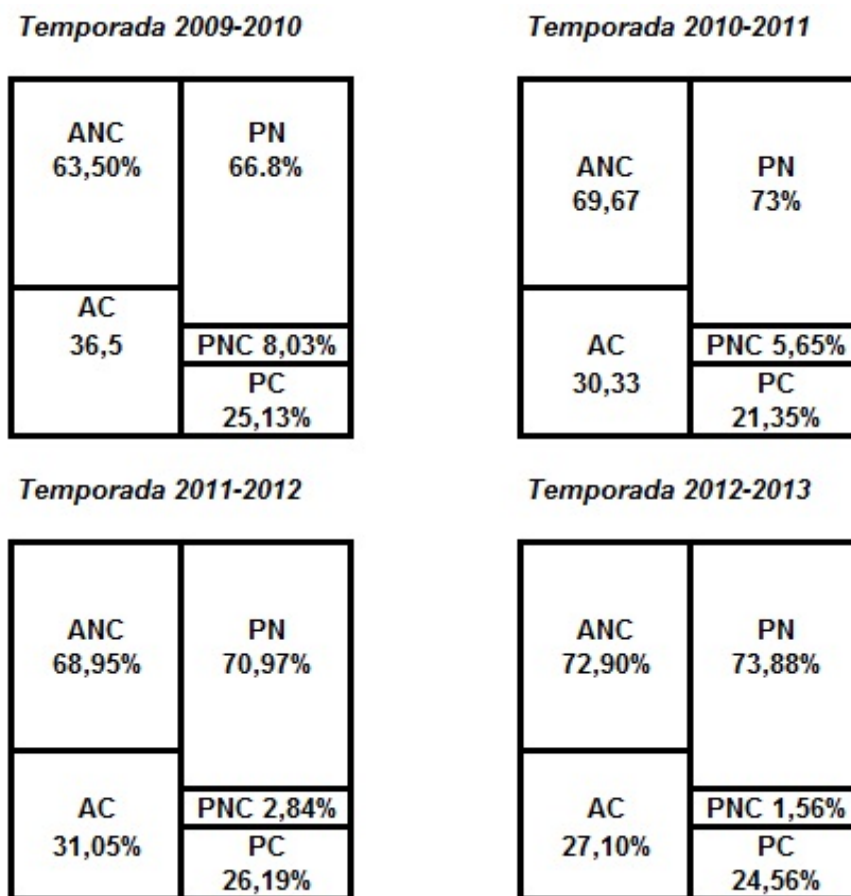 Temporada 2009-2010
ANC
63,50%
PN
66.8%
AC
36,5
PNC 8,03%
PC
25,13%
Temporada 2010-2011
ANC
69,67
PN
73%
AC
30,33
PNC 5,65%
PC
21,35%
Temporada 2011-2012
ANC
68,95%
PN
70,97%
AC
31,05%
PNC 2,84%
PC
26,19%
Temporada 2012-2013
ANC
72,90%
PN
73,88%
AC
27,10%
PNC 1,56%
PC
24,56%